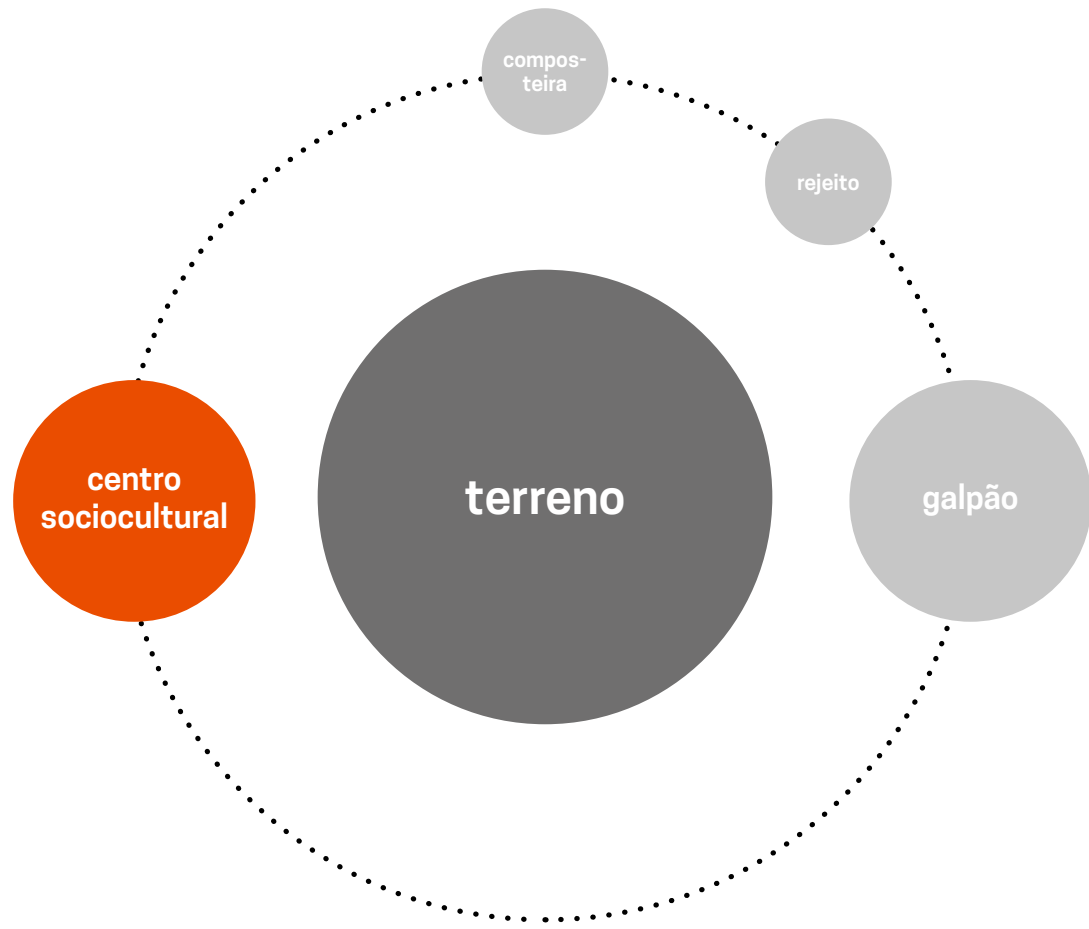 compos-
teira
rejeito
centro
sociocultural
terreno
galpão